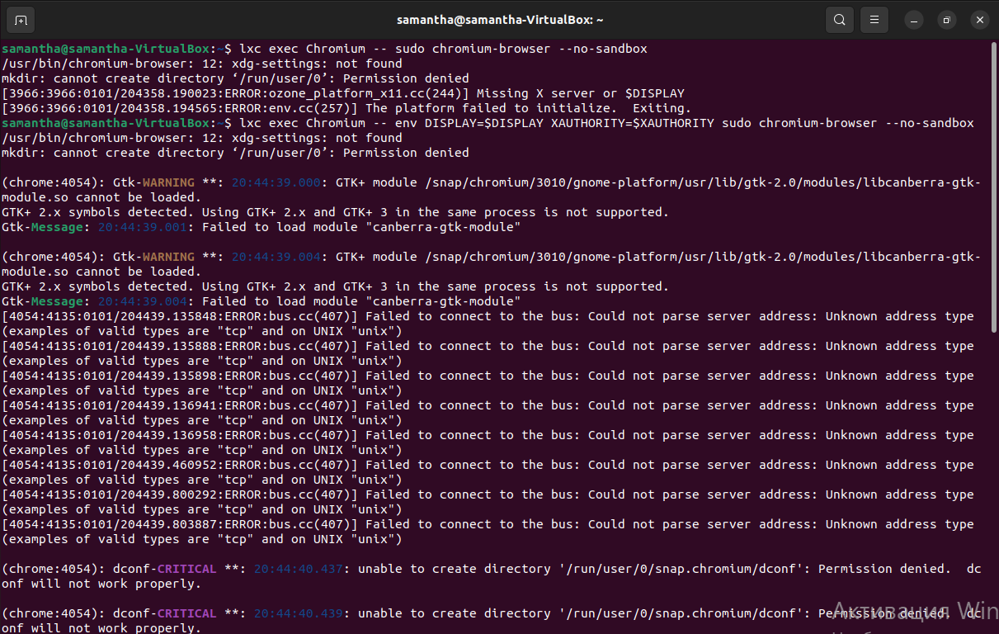 samantha@samantha-VirtualBox: ~
samantha@samantha-VirtualBox:~$ lxc exec Chromium -- sudo chromium-browser --no-sandbox
/usr/bin/chromium-browser: 12: xdg-settings: not found
mkdir: cannot create directory ‘/run/user/0’: Permission denied
[3966:3966:0101/204358.190023:ERROR:ozone_platform_x11.cc(244)] Missing X server or $DISPLAY
[3966:3966:0101/204358.194565:ERROR:env.cc(257)] The platform failed to initialize.  Exiting.
samantha@samantha-VirtualBox:~$ lxc exec Chromium -- env DISPLAY=$DISPLAY XAUTHORITY=$XAUTHORITY sudo chromium-browser --no-sandbox
/usr/bin/chromium-browser: 12: xdg-settings: not found
mkdir: cannot create directory ‘/run/user/0’: Permission denied
(chrome:4054): Gtk-WARNING **: 20:44:39.000: GTK+ module /snap/chromium/3010/gnome-platform/usr/lib/gtk-2.0/modules/libcanberra-gtk-
module.so cannot be loaded.
GTK+ 2.x symbols detected. Using GTK+ 2.x and GTK+ 3 in the same process is not supported.
Gtk-Message: 20:44:39.001: Failed to load module "canberra-gtk-module"
(chrome:4054): Gtk-WARNING **: 20:44:39.004: GTK+ module /snap/chromium/3010/gnome-platform/usr/lib/gtk-2.0/modules/libcanberra-gtk-
module.so cannot be loaded.
GTK+ 2.x symbols detected. Using GTK+ 2.x and GTK+ 3 in the same process is not supported.
Gtk-Message: 20:44:39.004: Failed to load module "canberra-gtk-module"
[4054:4135:0101/204439.135848:ERROR:bus.cc(407)] Failed to connect to the bus: Could not parse server address: Unknown address type
(examples of valid types are "tcp" and on UNIX "unix")
[4054:4135:0101/204439.135888:ERROR:bus.cc(407)] Failed to connect to the bus: Could not parse server address: Unknown address type
(examples of valid types are "tcp" and on UNIX "unix")
[4054:4135:0101/204439.135898:ERROR:bus.cc(407)] Failed to connect to the bus: Could not parse server address: Unknown address type
(examples of valid types are "tcp" and on UNIX "unix")
[4054:4135:0101/204439.136941:ERROR:bus.cc(407)] Failed to connect to the bus: Could not parse server address: Unknown address type
(examples of valid types are "tcp" and on UNIX "unix")
[4054:4135:0101/204439.136958:ERROR:bus.cc(407)] Failed to connect to the bus: Could not parse server address: Unknown address type
(examples of valid types are "tcp" and on UNIX "unix")
[4054:4135:0101/204439.460952:ERROR:bus.cc(407)] Failed to connect to the bus: Could not parse server address: Unknown address type
(examples of valid types are "tcp" and on UNIX "unix")
[4054:4135:0101/204439.800292:ERROR:bus.cc(407)] Failed to connect to the bus: Could not parse server address: Unknown address type
(examples of valid types are "tcp" and on UNIX "unix")
[4054:4135:0101/204439.803887:ERROR:bus.cc(407)] Failed to connect to the bus: Could not parse server address: Unknown address type
(examples of valid types are "tcp" and on UNIX "unix")
(chrome:4054): dconf-CRITICAL **: 20:44:40.437: unable to create directory '/run/user/0/snap.chromium/dconf': Permission denied.  dc
onf will not work properly.
(chrome:4054): dconf-CRITICAL **: 20:44:40.439: unable to create directory '/run/user/0/snap.chromium/dconf': Permission denied.  dc
onf will not work properly.
Активация Win